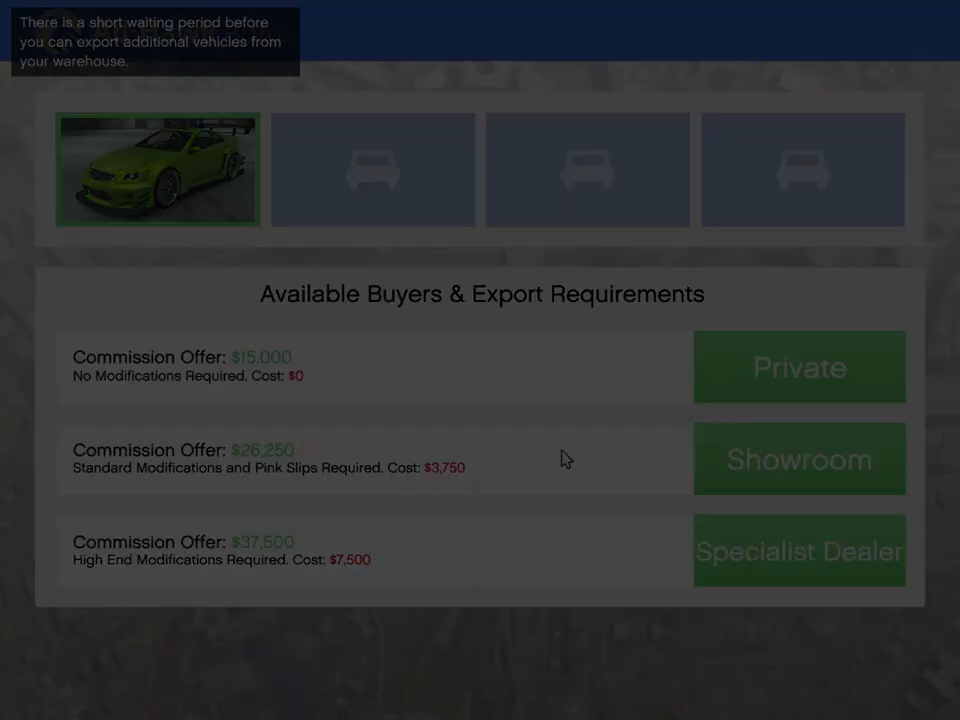 There is a short waiting period before
you can export additional vehicles from
your warehouse.
Available Buyers & Export Requirements
Commission Offer: $15,000
No Modifications Required. Cost: $0
Private
Commission Offer: $26,250
Standard Modifications and Pink Slips Required. Cost: $3,750
Showroom
Commission Offer: $37,500
High End Modifications Required. Cost: $7,500
Specialist Dealer